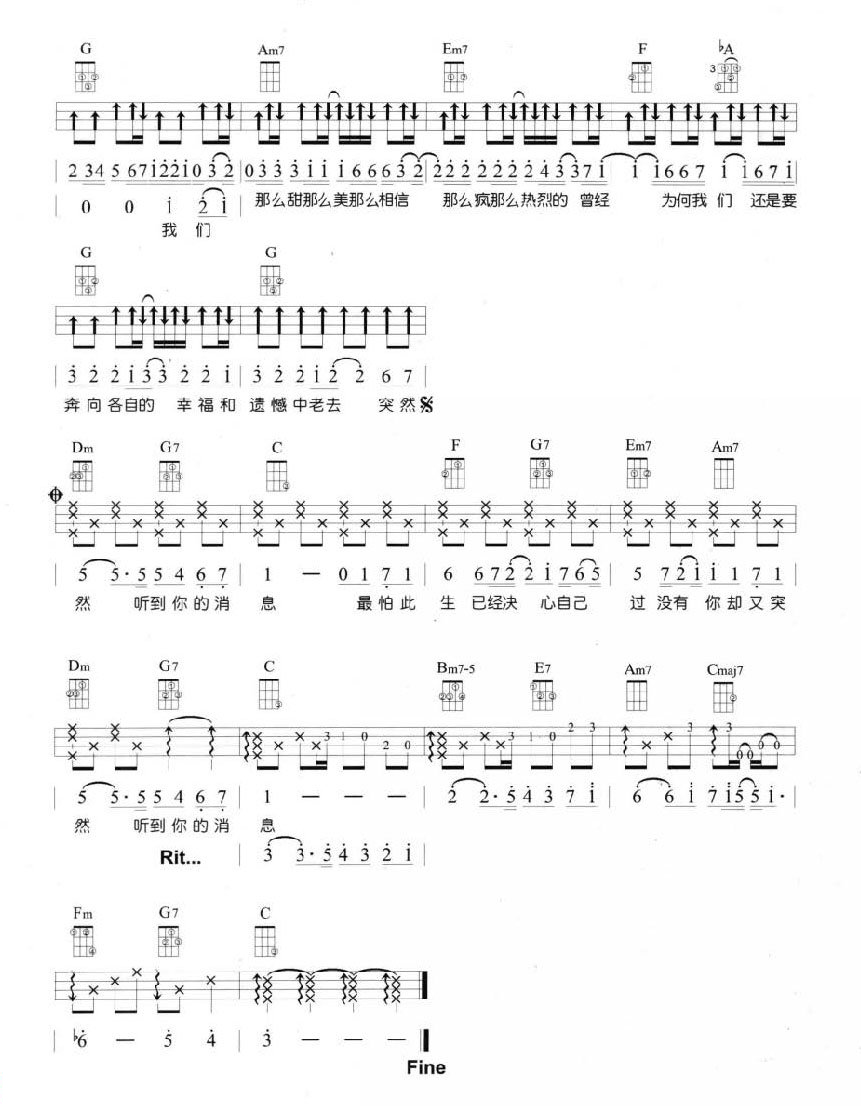 G Am7 Em7 F ♭A
3
2 34 5 67i22i0 3 2 | 0 3 3 3 i i i 6 6 6 3 2 | 2 2 2 2 2 2 2 4 3 3 7 i | i i 6 6 7 i i 6 7 i |
那么甜那么美那么相信 那么疯那么热烈的 曾经 为何我们 还是要
0 0 i 2 i
我 们
G G
| 3 2 2 i 3 3 2 2 i | 3 2 2 i 2 2 6 7 |
奔向各自的 幸福和 遗憾中老去 突然
Dm G7 C F G7 Em7 Am7
| 5 5·5 5 4 6 7 | 1 — 0 1 7 1 | 6 6 7 2 2 i 7 6 5 | 5 7 2 i i 1 7 1 |
然 听到你的消 息 最怕此 生 已经决 心自己 过 没有 你却又突
Dm G7 C Bm7-5 E7 Am7 Cmaj7
3 1 0 2 0 3 1 0 2 3 3 3 0 0 0 0
| 5 5·5 5 4 6 7 | 1 — — — | 2 2·5 4 3 7 i | 6 6 i 7 i 5 5 i· |
然 听到你的消 息
Rit... | 3 3·5 4 3 2 i |
Fm G7 C
| ♭6 — 5 4 | 3 — — — |
Fine